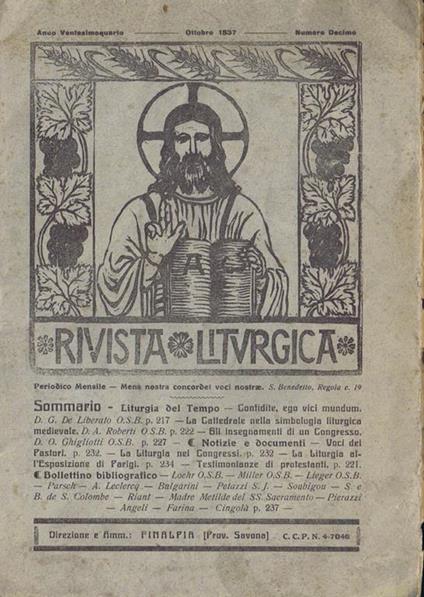 Anno Ventesimoquarto — Ottobre 1937 — Numero Decimo
A Ω
RIVISTA LITVRGICA
Periodico Mensile — Mens nostra concordet voci nostræ. S. Benedetto, Regola c. 19
Sommario - Liturgia del Tempo — Confidite, ego vici mundum.
D. G. De Liberato O.S.B. p. 217 — La Cattedrale nella simbologia liturgica
medievale. D. A. Roberti O.S.B. p. 222 — Gli Insegnamenti di un Congresso.
D. O. Ghigliotti O.S.B. p. 227 — Notizie e documenti — Voci dei
Pastori. p. 232. — La Liturgia nei Congressi. p. 232 — La Liturgia al-
l'Esposizione di Parigi. p. 234 — Testimonianze di protestanti. p. 221.
Bollettino bibliografico — Loehr O.S.B. — Miller O.S.B. — Lieger O.S.B.
— Parsch — A. Leclercq — Bulgarini — Petazzi S. J. — Soubigou — S. e
B. de S. Colombe — Riant — Madre Metilde del SS. Sacramento — Pierazzi
— Angeli — Farina — Cingolà p. 237 —
Direzione e Amm.: FINALPIA (Prov. Savona) C. C. P. N. 4-7046